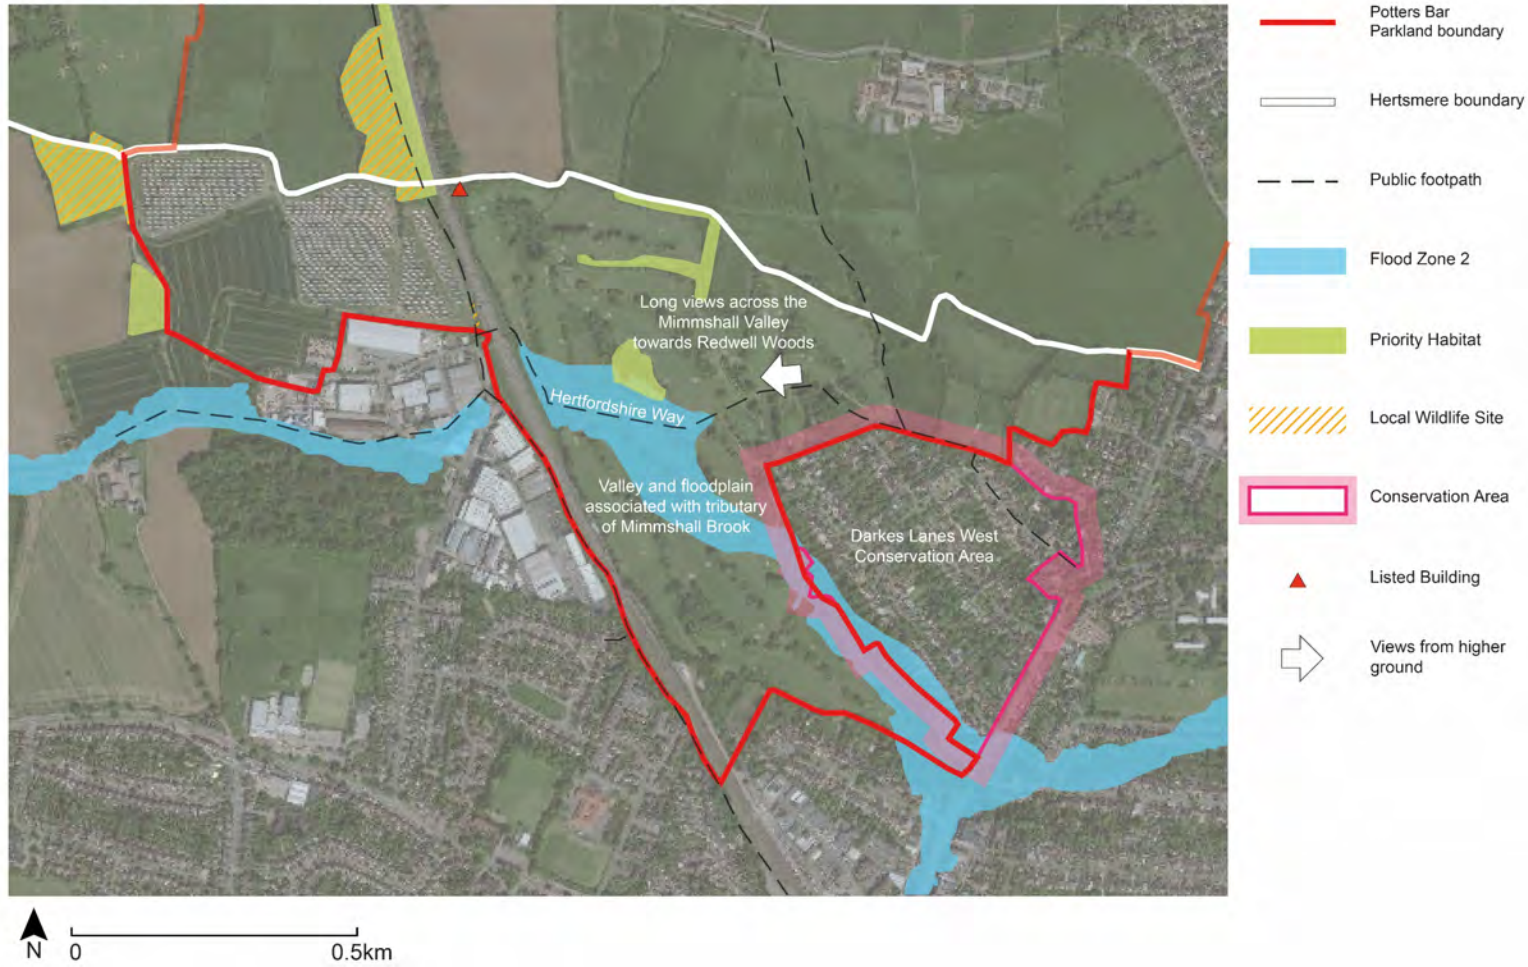 Long views across the
Mimmshall Valley
towards Redwell Woods
Hertfordshire Way
Valley and floodplain
associated with tributary
of Mimmshall Brook
Darkes Lanes West
Conservation Area
Potters Bar
Parkland boundary
Hertsmere boundary
Public footpath
Flood Zone 2
Priority Habitat
Local Wildlife Site
Conservation Area
Listed Building
Views from higher
ground
N
0
0.5km